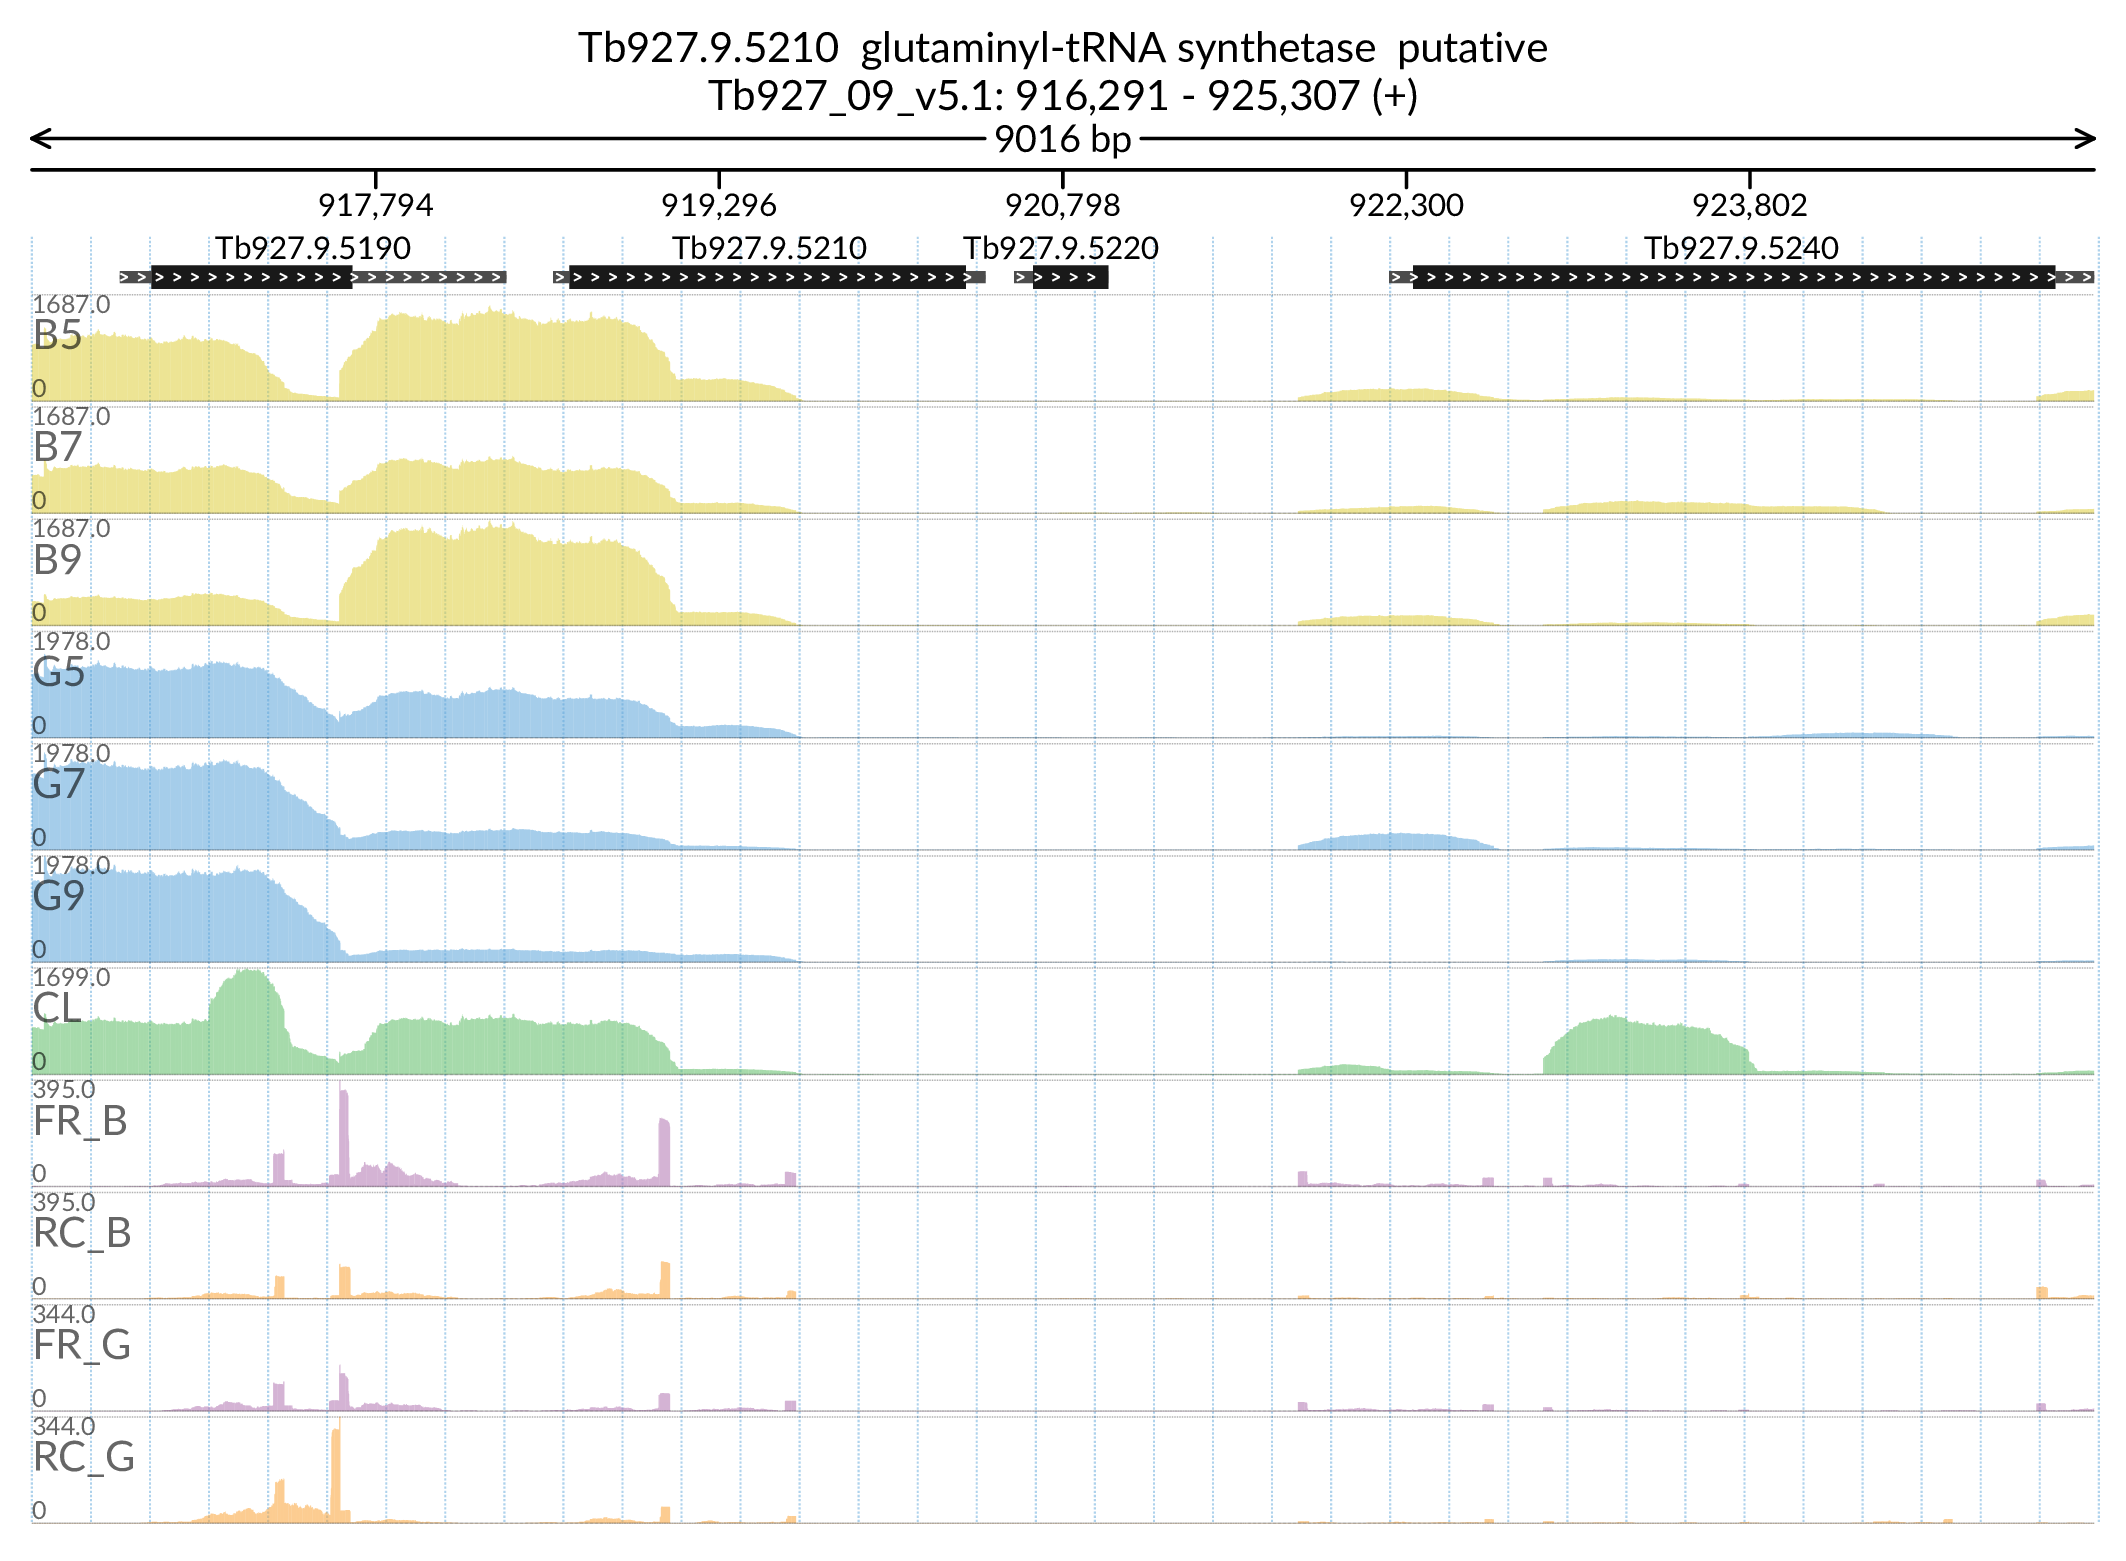 Tb927.9.5210  glutaminyl-tRNA synthetase  putative
Tb927_09_v5.1: 916,291 - 925,307 (+)
9016 bp
917,794 919,296 920,798 922,300 923,802
Tb927.9.5190 Tb927.9.5210 Tb927.9.5220 Tb927.9.5240
1687.0
B5
0
1687.0
B7
0
1687.0
B9
0
1978.0
G5
0
1978.0
G7
0
1978.0
G9
0
1699.0
CL
0
395.0
FR_B
0
395.0
RC_B
0
344.0
FR_G
0
344.0
RC_G
0